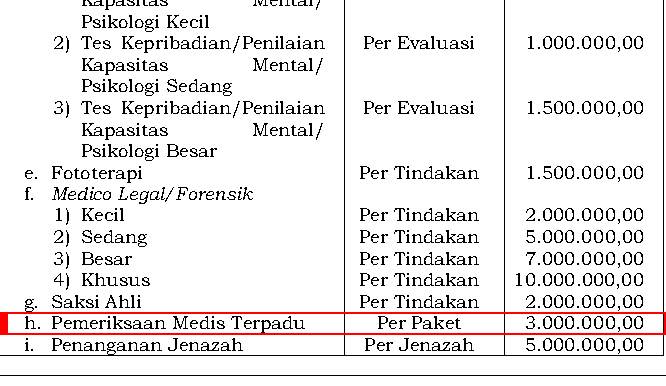 Kapasitas Mental/
Psikologi Kecil
2) Tes Kepribadian/Penilaian Per Evaluasi 1.000.000,00
Kapasitas Mental/
Psikologi Sedang
3) Tes Kepribadian/Penilaian Per Evaluasi 1.500.000,00
Kapasitas Mental/
Psikologi Besar
e. Fototerapi Per Tindakan 1.500.000,00
f. Medico Legal/Forensik
1) Kecil Per Tindakan 2.000.000,00
2) Sedang Per Tindakan 5.000.000,00
3) Besar Per Tindakan 7.000.000,00
4) Khusus Per Tindakan 10.000.000,00
g. Saksi Ahli Per Tindakan 2.000.000,00
h. Pemeriksaan Medis Terpadu Per Paket 3.000.000,00
i. Penanganan Jenazah Per Jenazah 5.000.000,00